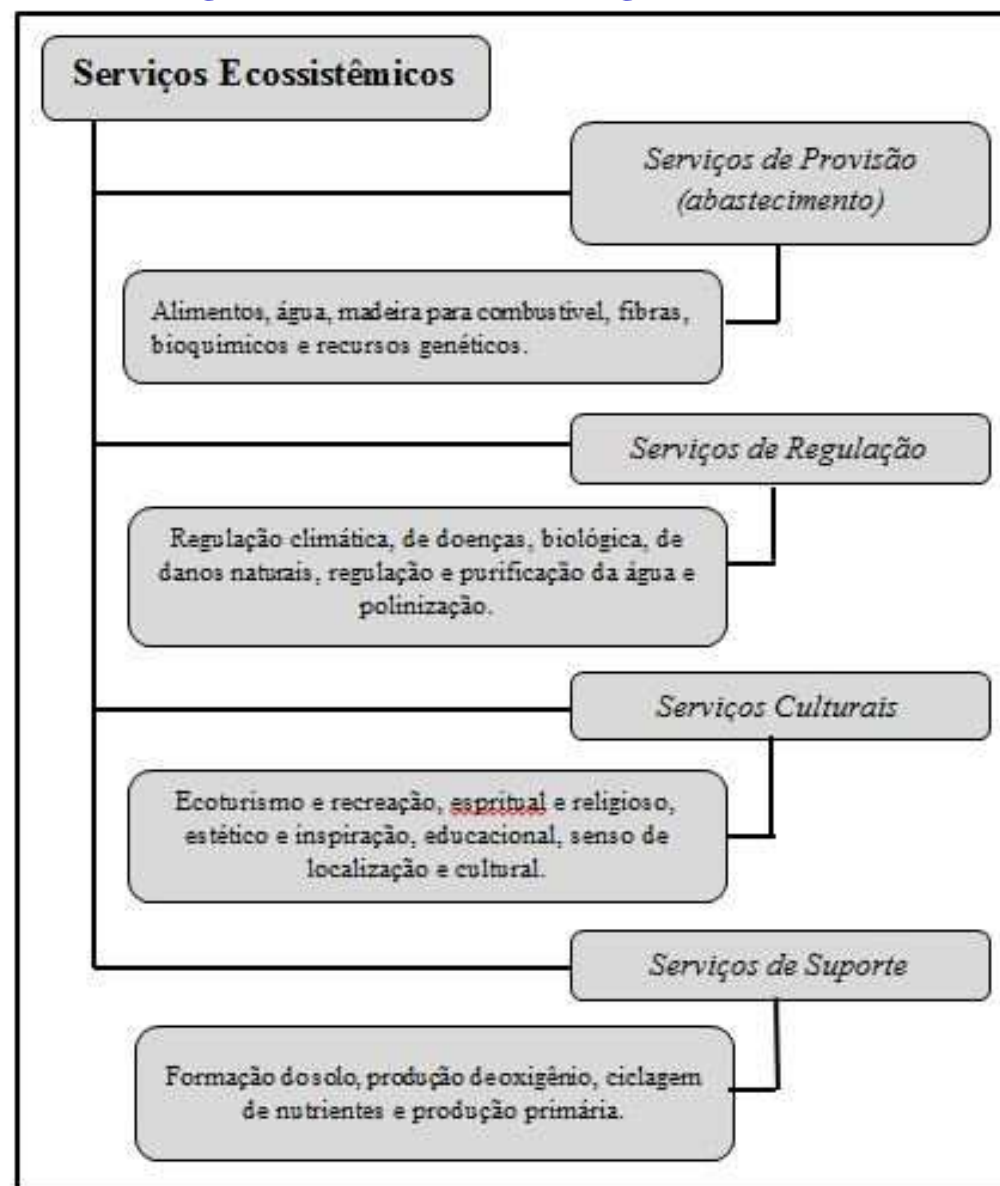 Serviços Ecossistêmicos
Serviços de Provisão
(abastecimento)
Alimentos, água, madeira para combustível, fibras,
bioquímicos e recursos genéticos.
Serviços de Regulação
Regulação climática, de doenças, biológica, de
danos naturais, regulação e purificação da água e
polinização.
Serviços Culturais
Ecoturismo e recreação, espritual e religioso,
estético e inspiração, educacional, senso de
localização e cultural.
Serviços de Suporte
Formação do solo, produção de oxigênio, ciclagem
de nutrientes e produção primária.